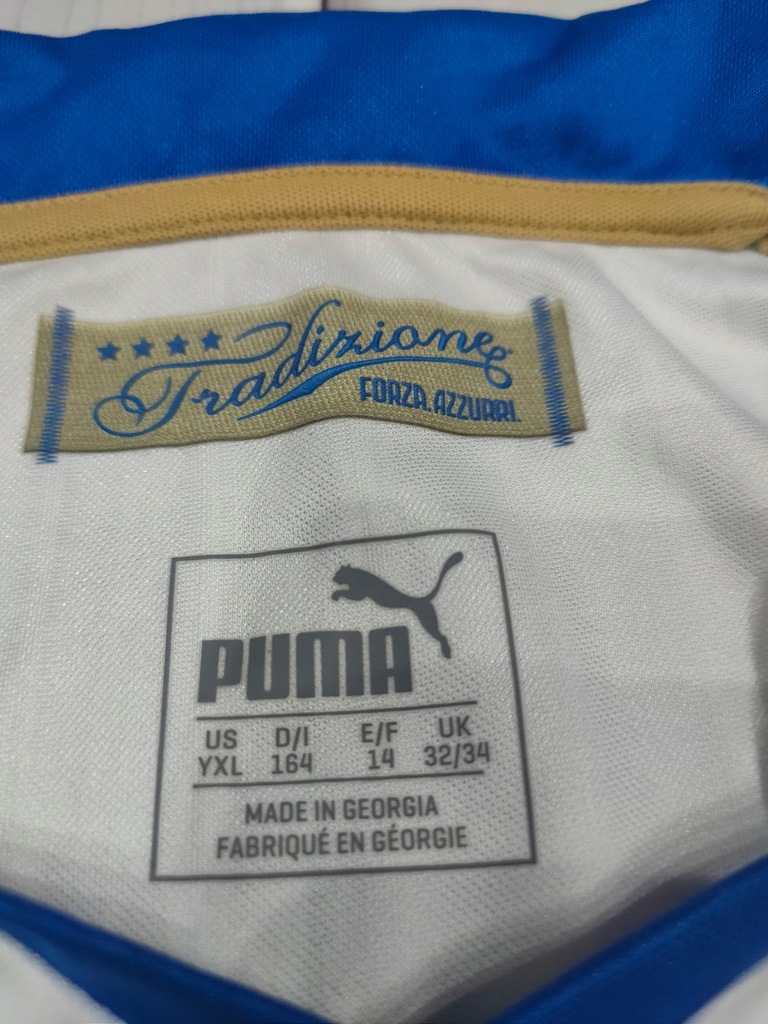 ★★★★ Tradizione
FORZA AZZURRI
PUMA
US D/I E/F UK
YXL 164 14 32/34
MADE IN GEORGIA
FABRIQUÉ EN GÉORGIE